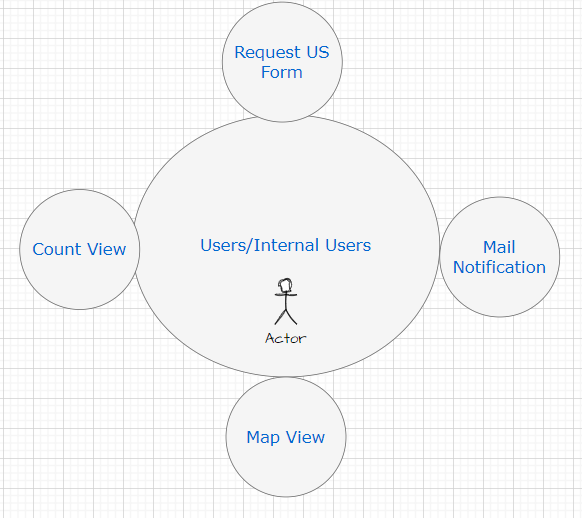 Request US
Form
Count View
Users/Internal Users
Mail
Notification
Actor
Map View